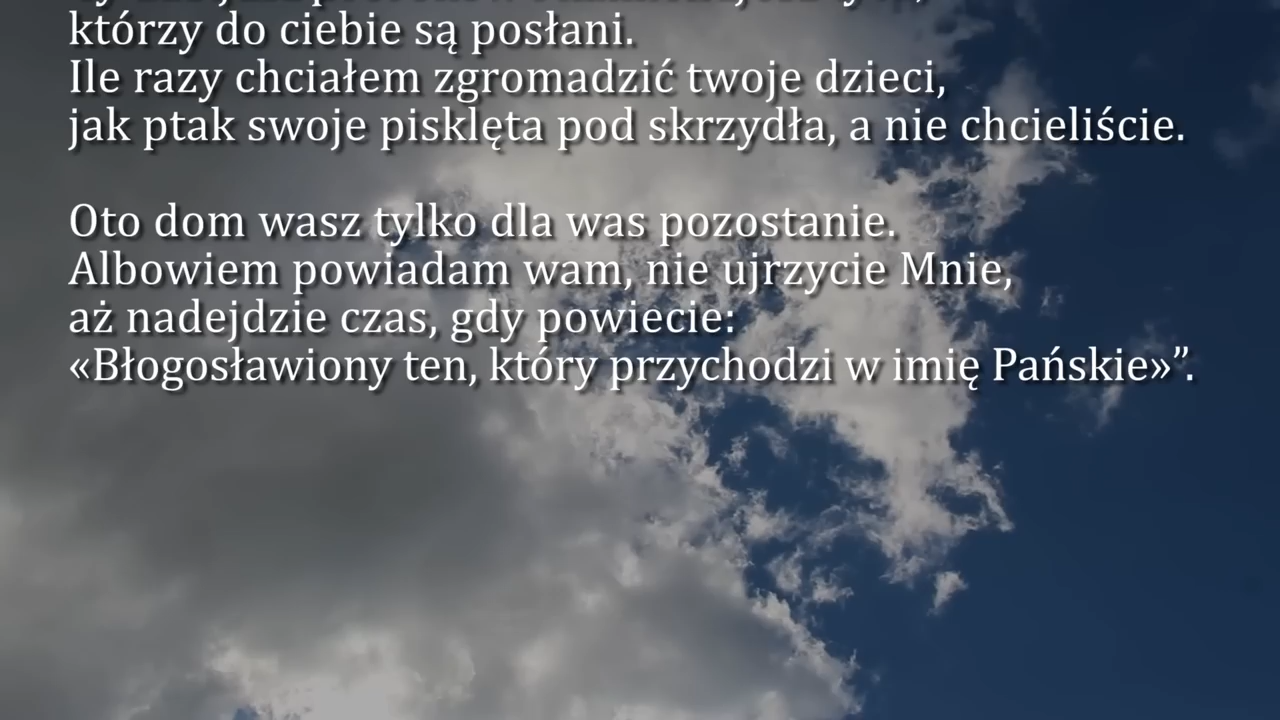 którzy do ciebie są posłani.
Ile razy chciałem zgromadzić twoje dzieci,
jak ptak swoje pisklęta pod skrzydła, a nie chcieliście.
Oto dom wasz tylko dla was pozostanie.
Albowiem powiadam wam, nie ujrzycie Mnie,
aż nadejdzie czas, gdy powiecie:
«Błogosławiony ten, który przychodzi w imię Pańskie»”.